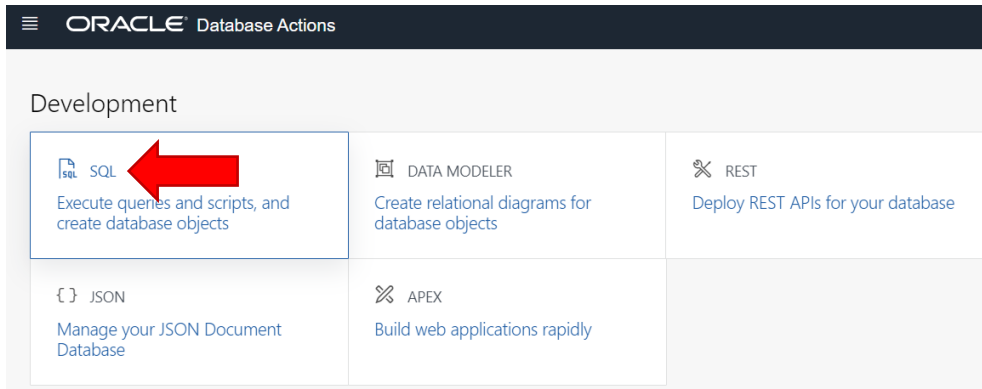 ORACLE Database Actions
Development
SQL
Execute queries and scripts, and
create database objects
DATA MODELER
Create relational diagrams for
database objects
REST
Deploy REST APIs for your database
{} JSON
Manage your JSON Document
Database
APEX
Build web applications rapidly